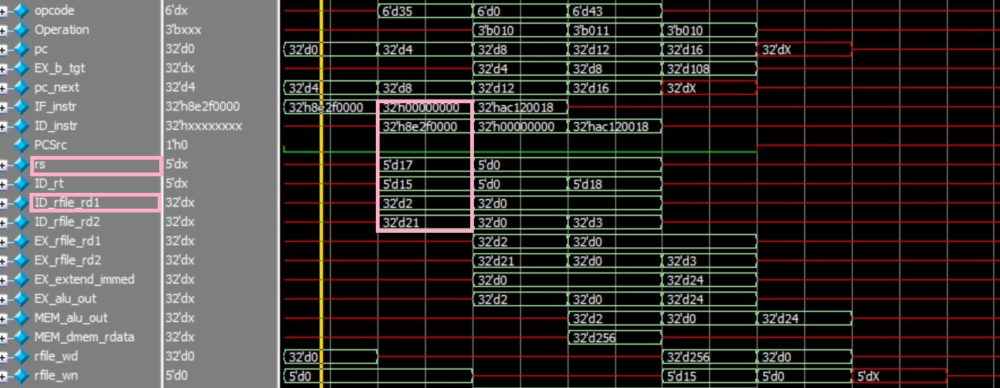 opcode 6'dx 6'd35 6'd0 6'd43
Operation 3'bxxx 3'b010 3'b011 3'b010
pc 32'd0 32'd0 32'd4 32'd8 32'd12 32'd16 32'dX
EX_b_tgt 32'dx 32'd4 32'd8 32'd108
pc_next 32'd4 32'd4 32'd8 32'd12 32'd16 32'dX
IF_instr 32'h8e2f0000 32'h8e2f0000 32'h00000000 32'hac120018
ID_instr 32'hxxxxxxxx 32'h8e2f0000 32'h00000000 32'hac120018
PCSrc 1'h0
rs 5'dx 5'd17 5'd0
ID_rt 5'dx 5'd15 5'd0 5'd18
ID_rfile_rd1 32'dx 32'd2 32'd0
ID_rfile_rd2 32'dx 32'd21 32'd0 32'd3
EX_rfile_rd1 32'dx 32'd2 32'd0
EX_rfile_rd2 32'dx 32'd21 32'd0 32'd3
EX_extend_immed 32'dx 32'd0 32'd24
EX_alu_out 32'dx 32'd2 32'd0 32'd24
MEM_alu_out 32'dx 32'd2 32'd0 32'd24
MEM_dmem_rdata 32'dx 32'd256
rfile_wd 32'd0 32'd0 32'd256 32'd0
rfile_wn 5'd0 5'd0 5'd15 5'd0 5'dX